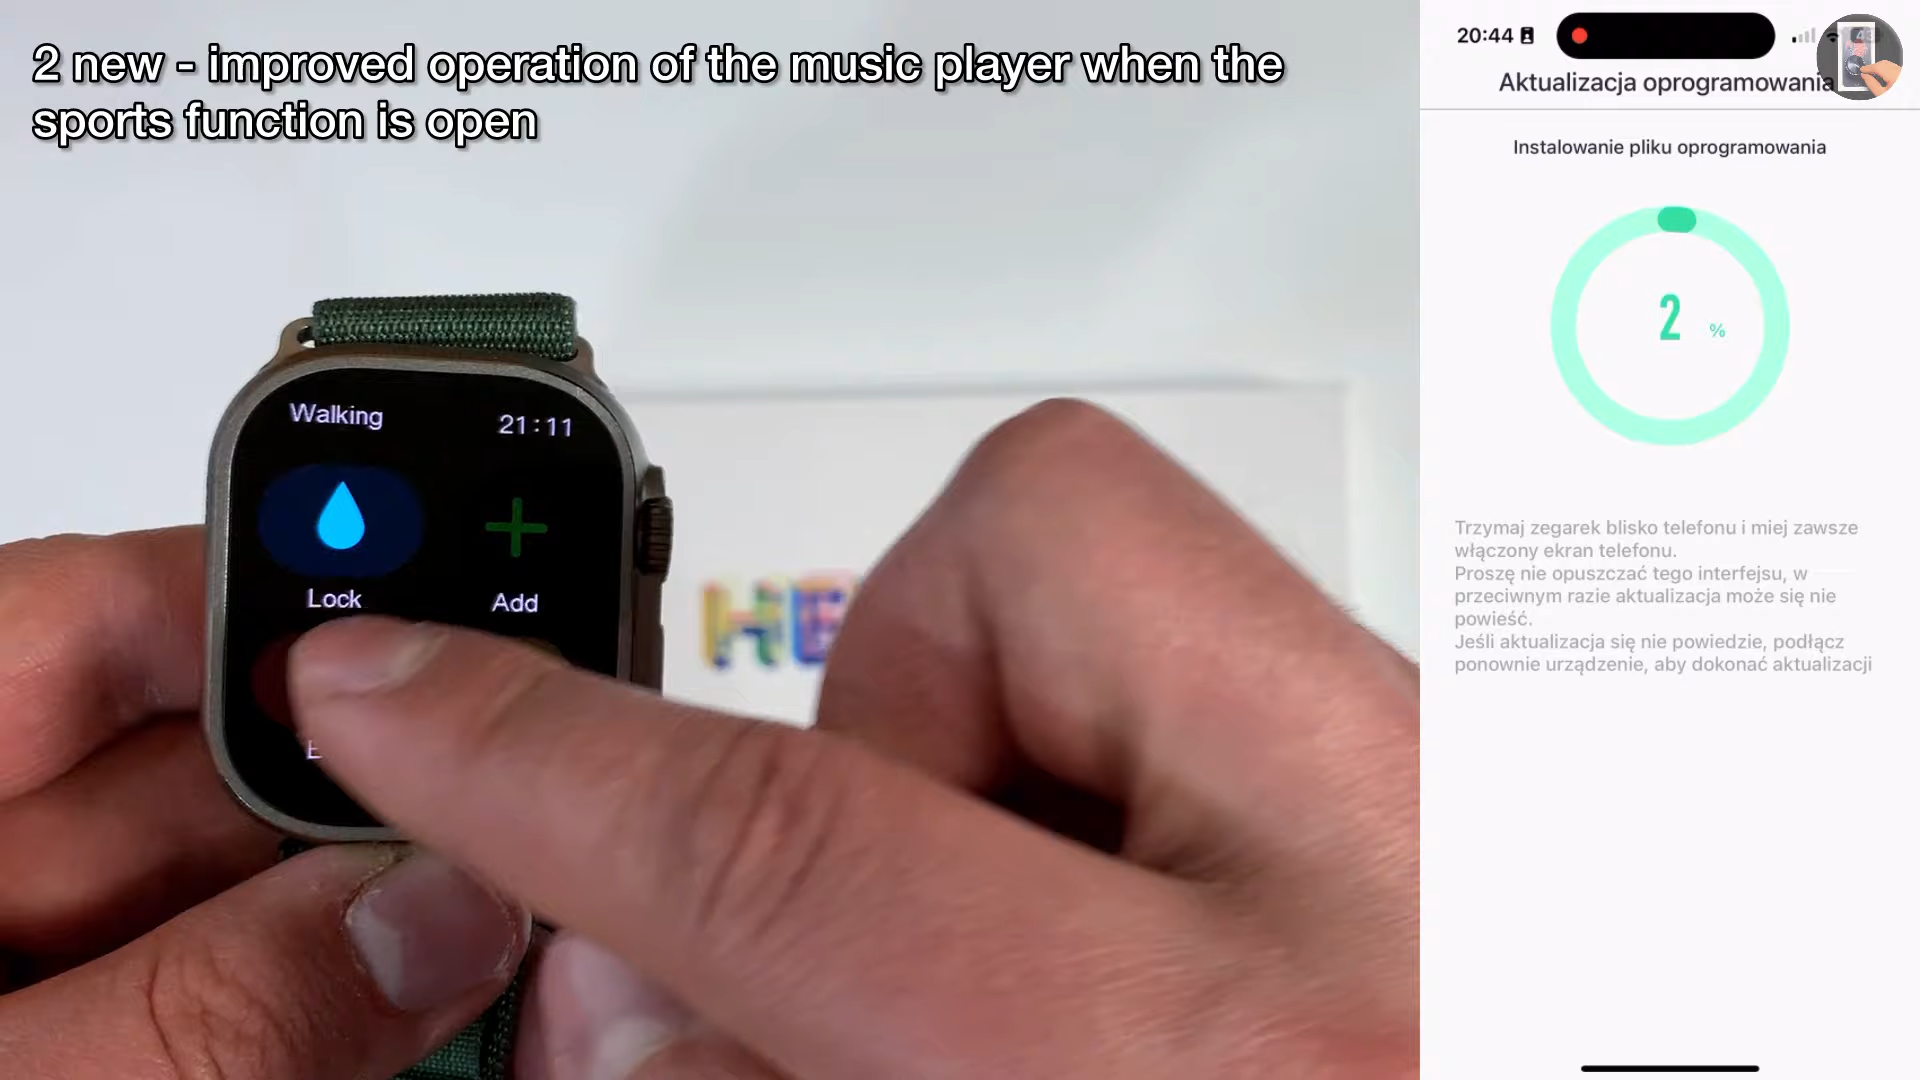 2 new - improved operation of the music player when the
sports function is open
Walking
21:11
Lock
Add
20:44
Aktualizacja oprogramowania
Instalowanie pliku oprogramowania
2 %
Trzymaj zegarek blisko telefonu i miej zawsze
włączony ekran telefonu.
Proszę nie opuszczać tego interfejsu, w
przeciwnym razie aktualizacja może się nie
powieść.
Jeśli aktualizacja się nie powiedzie, podłącz
ponownie urządzenie, aby dokonać aktualizacji